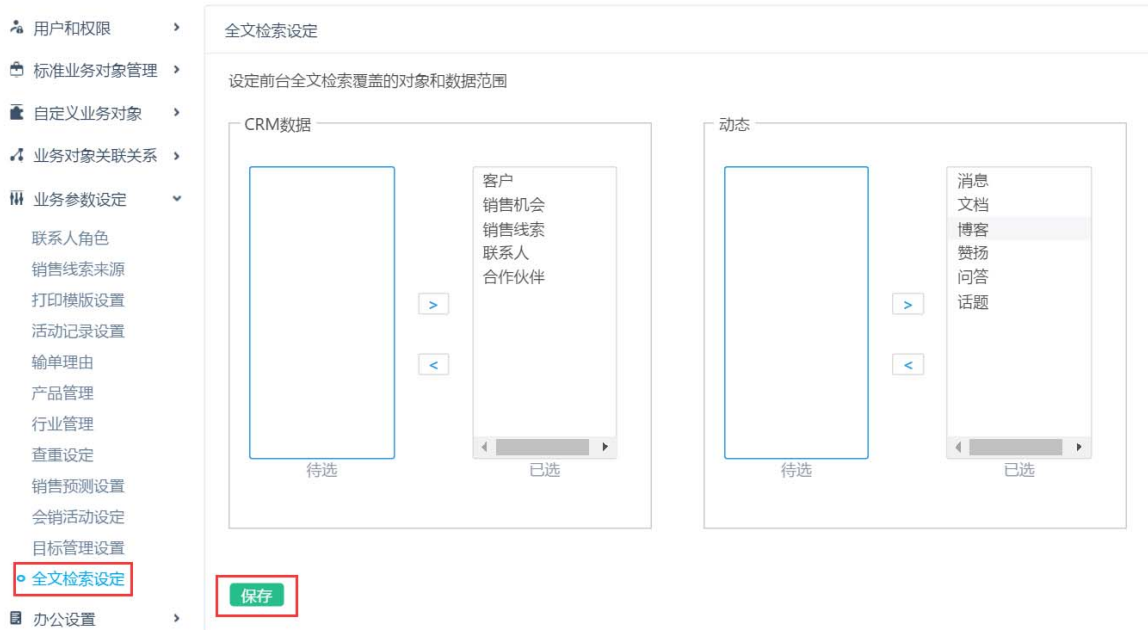 用户和权限
标准业务对象管理
自定义业务对象
业务对象关联关系
业务参数设定
联系人角色
销售线索来源
打印模版设置
活动记录设置
输单理由
产品管理
行业管理
查重设定
销售预测设置
会销活动设定
目标管理设置
全文检索设定
办公设置
全文检索设定
设定前台全文检索覆盖的对象和数据范围
CRM数据
客户
销售机会
销售线索
联系人
合作伙伴
>
<
待选
已选
动态
消息
文档
博客
赞扬
问答
话题
>
<
待选
已选
保存